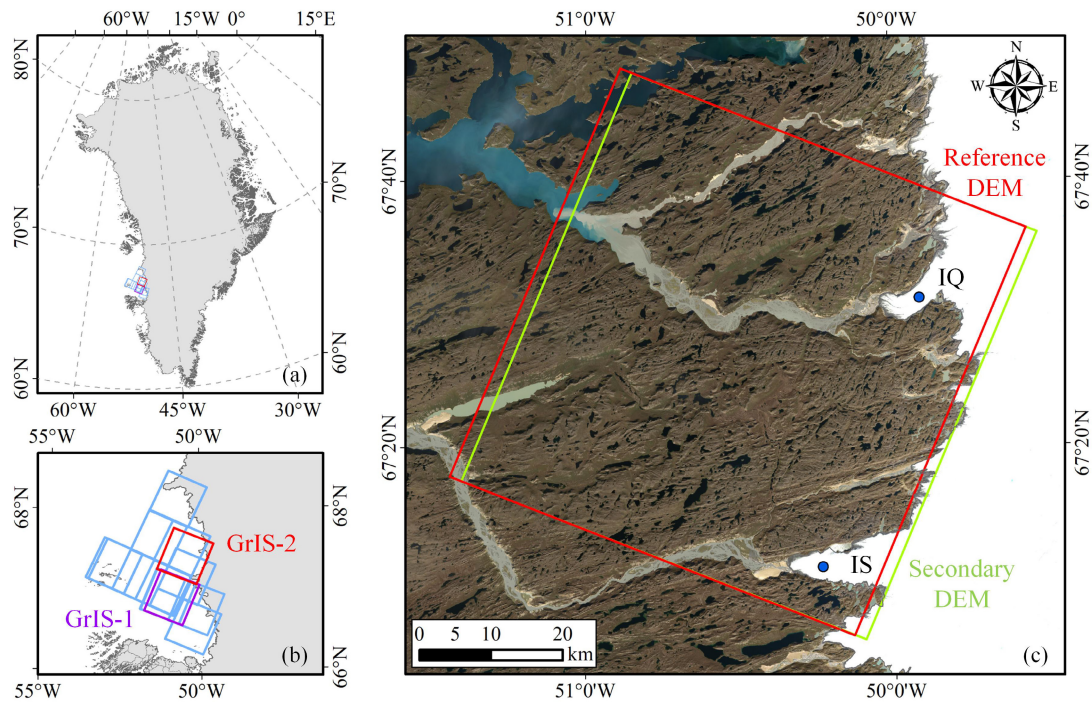 60°W 15°W 0° 15°E
80°N
70°N
60°N
70°N
60°N
(a)
60°W 45°W 30°W
55°W 50°W
68°N
68°N
66°N
GrIS-2
GrIS-1
(b)
55°W 50°W
51°0'W 50°0'W
N
W E
S
Reference
DEM
67°40'N
67°40'N
IQ
67°20'N
67°20'N
IS
Secondary
DEM
0 5 10 20
km
(c)
51°0'W 50°0'W